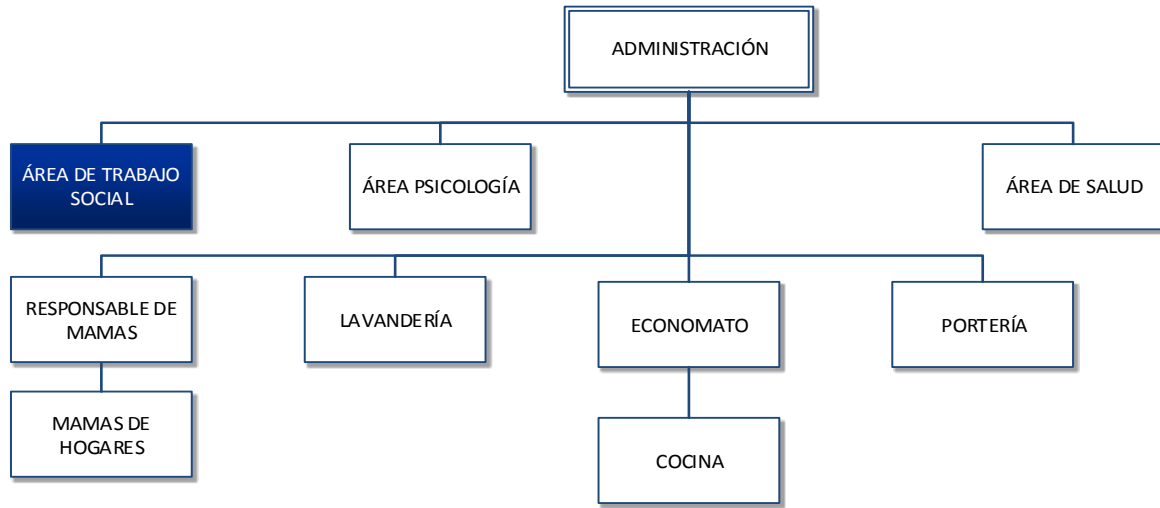 ADMINISTRACIÓN
ÁREA DE TRABAJO
SOCIAL
ÁREA PSICOLOGÍA
ÁREA DE SALUD
RESPONSABLE DE
MAMAS
LAVANDERÍA
ECONOMATO
PORTERÍA
MAMAS DE
HOGARES
COCINA